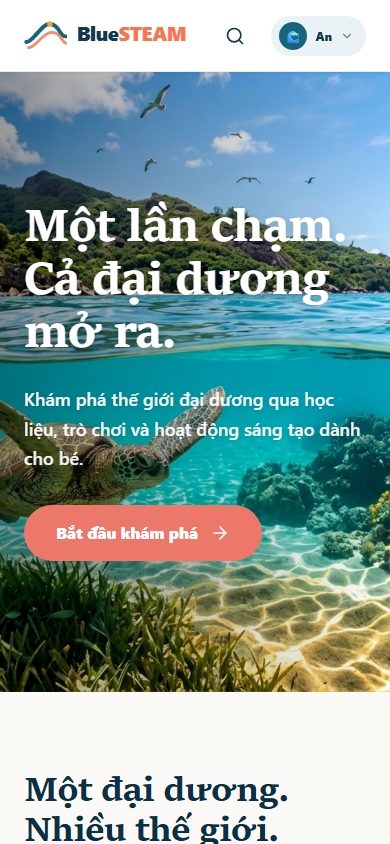 BlueSTEAM
An
Một lần chạm.
Cả đại dương
mở ra.
Khám phá thế giới đại dương qua học
liệu, trò chơi và hoạt động sáng tạo dành
cho bé.
Bắt đầu khám phá
Một đại dương.
Nhiều thế giới.